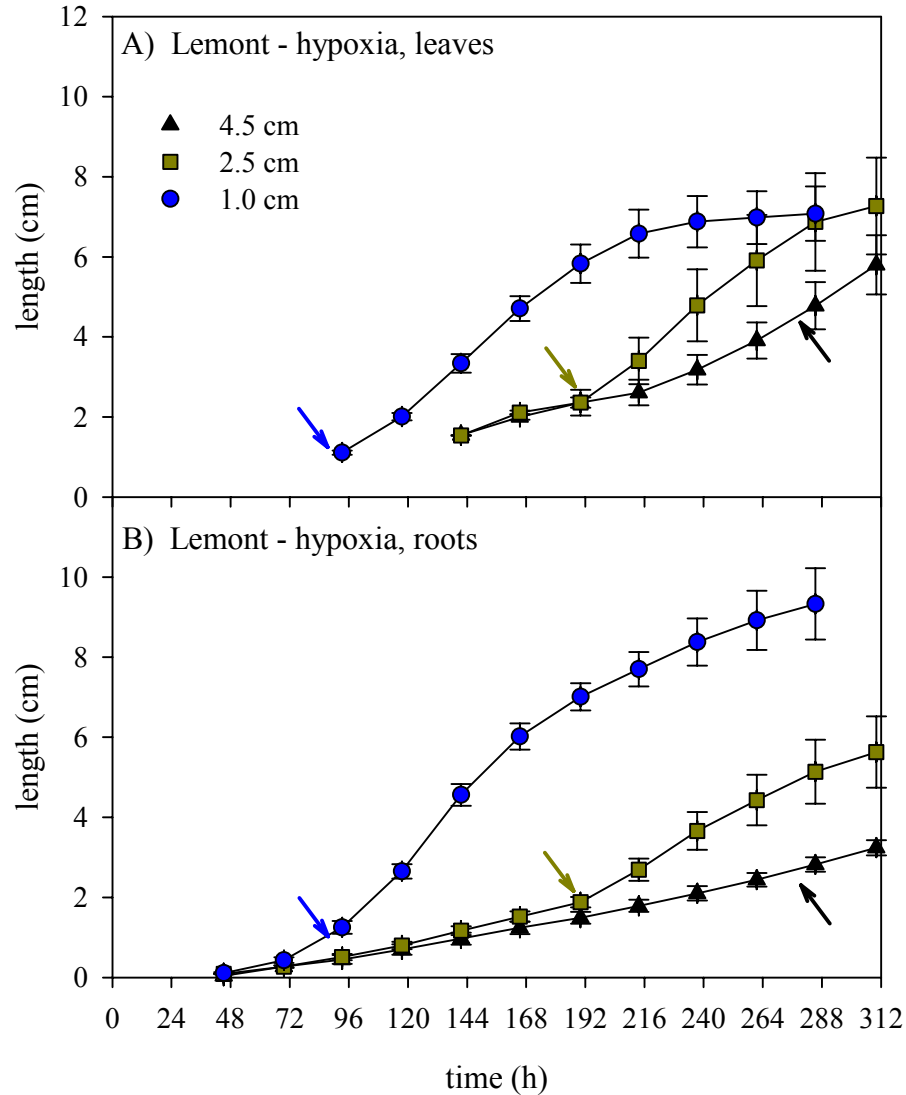 12
A) Lemont - hypoxia, leaves
10
4.5 cm
2.5 cm
8
1.0 cm
length (cm)
6
4
2
0
B) Lemont - hypoxia, roots
10
8
length (cm)
6
4
2
0
0 24 48 72 96 120 144 168 192 216 240 264 288 312
time (h)